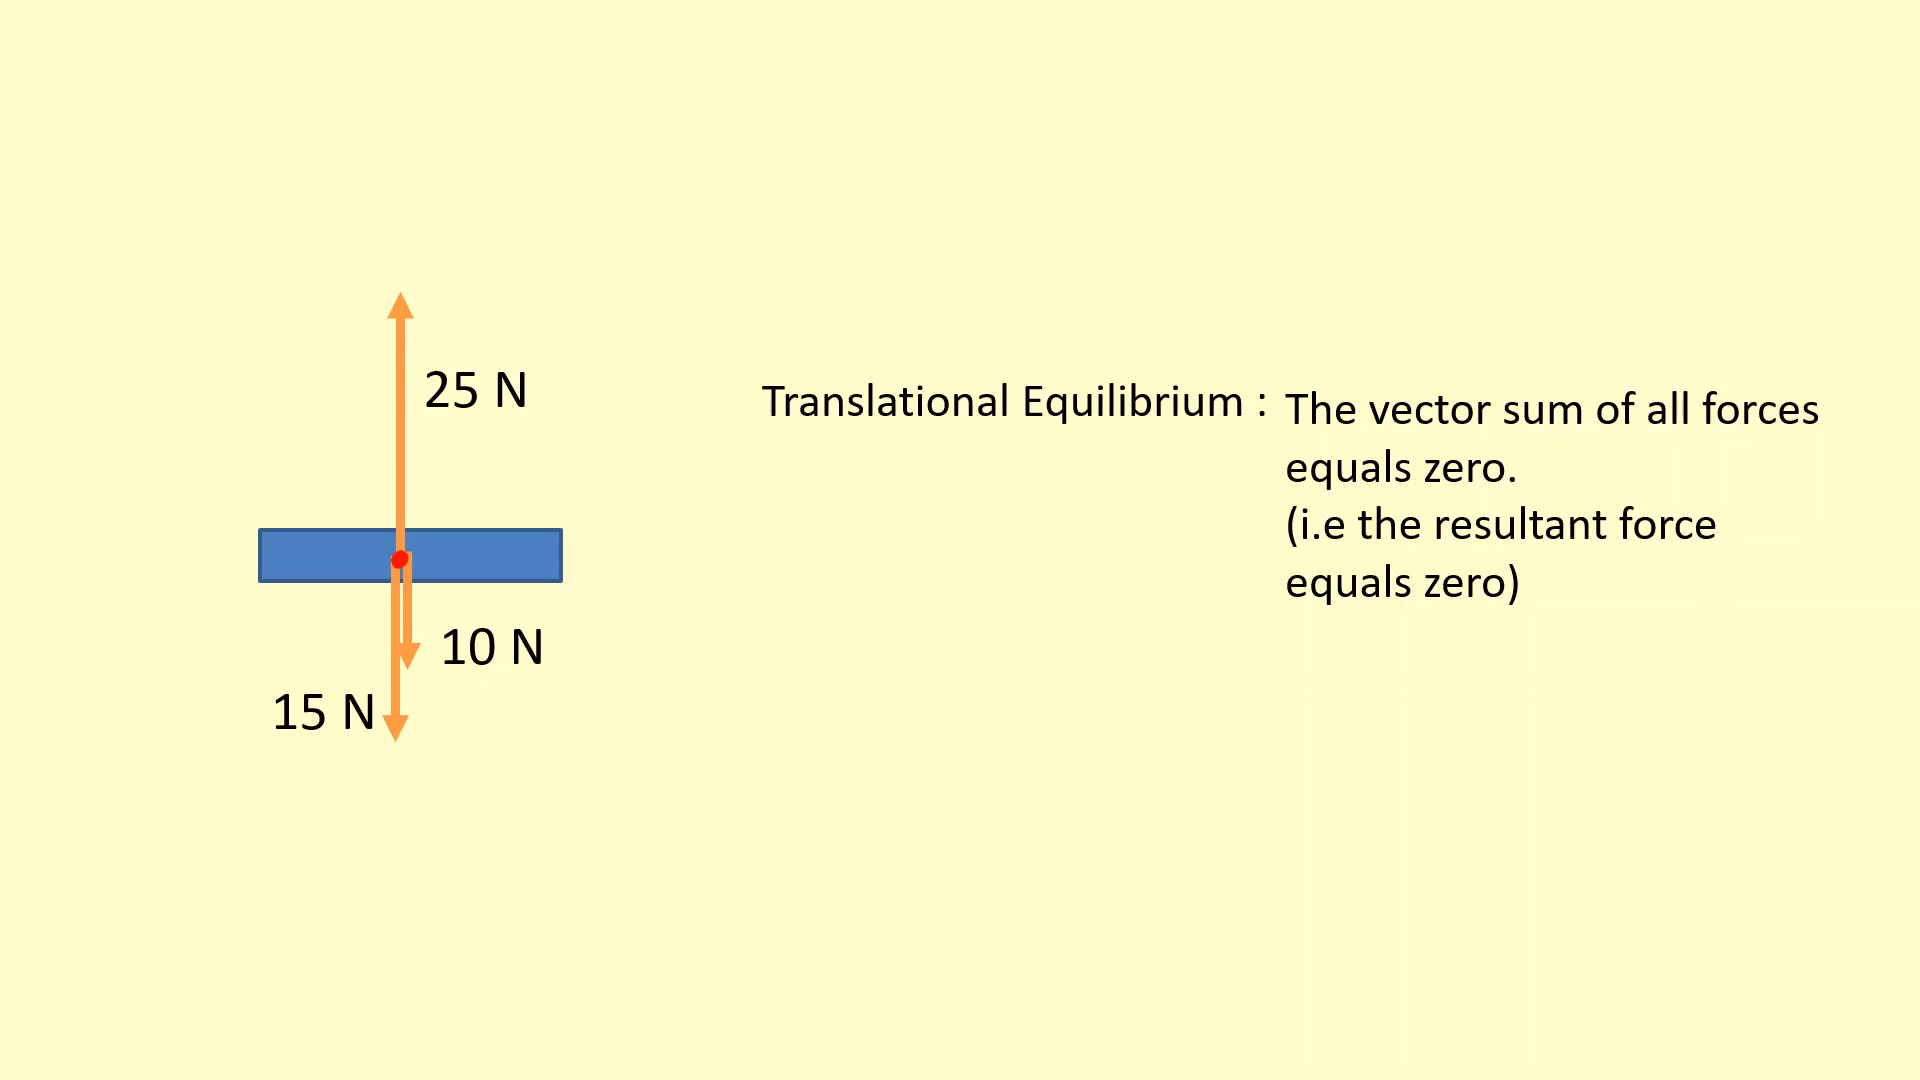 25 N
Translational Equilibrium :
The vector sum of all forces
equals zero.
(i.e the resultant force
equals zero)
10 N
15 N